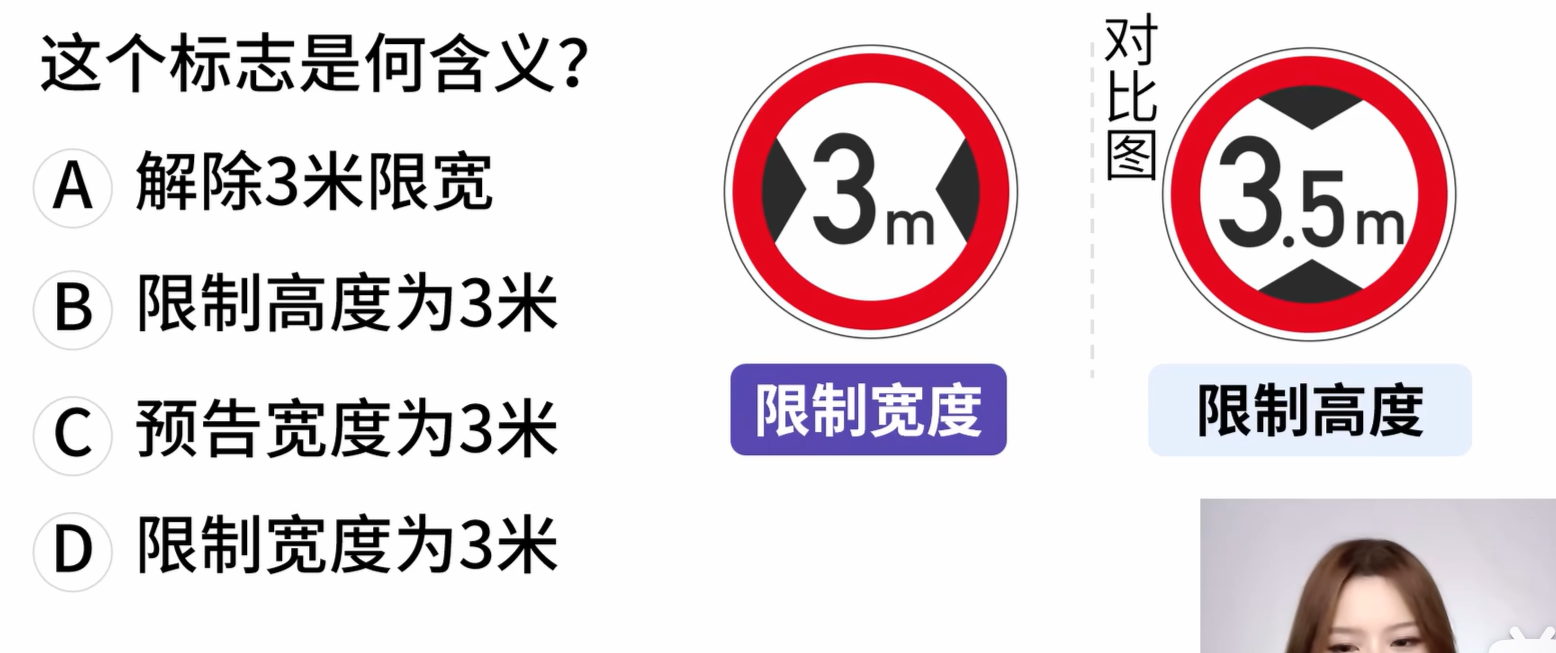 这个标志是何含义?
A 解除3米限宽
B 限制高度为3米
C 预告宽度为3米
D 限制宽度为3米
3m
限制宽度
对比图
3.5m
限制高度